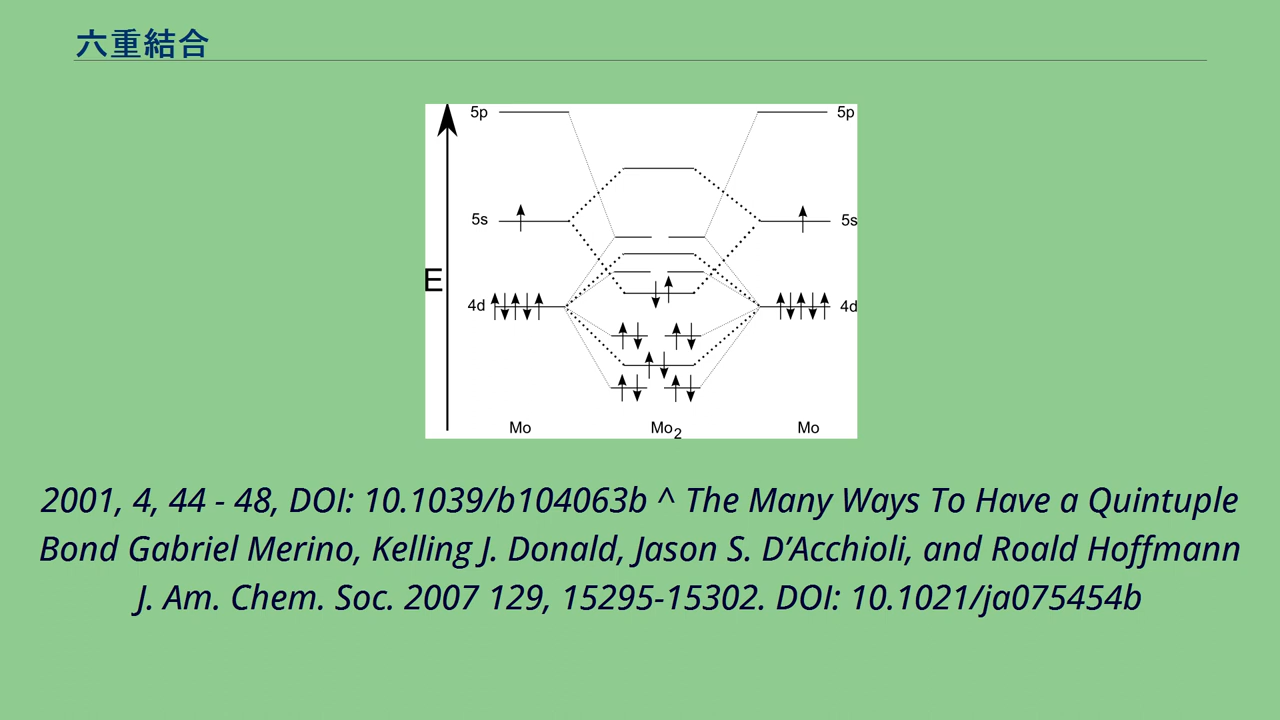 六重結合
5p 5p
5s 5s
E
4d 4d
Mo Mo2 Mo
2001, 4, 44 - 48, DOI: 10.1039/b104063b ^ The Many Ways To Have a Quintuple
Bond Gabriel Merino, Kelling J. Donald, Jason S. D’Acchioli, and Roald Hoffmann
J. Am. Chem. Soc. 2007 129, 15295-15302. DOI: 10.1021/ja075454b